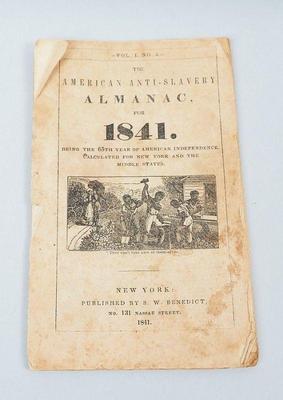 VOL. I. NO. 6.
THE
AMERICAN ANTI-SLAVERY
ALMANAC,
FOR
1841.
BEING THE 65TH YEAR OF AMERICAN INDEPENDENCE.
CALCULATED FOR NEW YORK AND THE
MIDDLE STATES.
NEW YORK:
PUBLISHED BY S. W. BENEDICT,
NO. 131 NASSAU STREET.
1841.